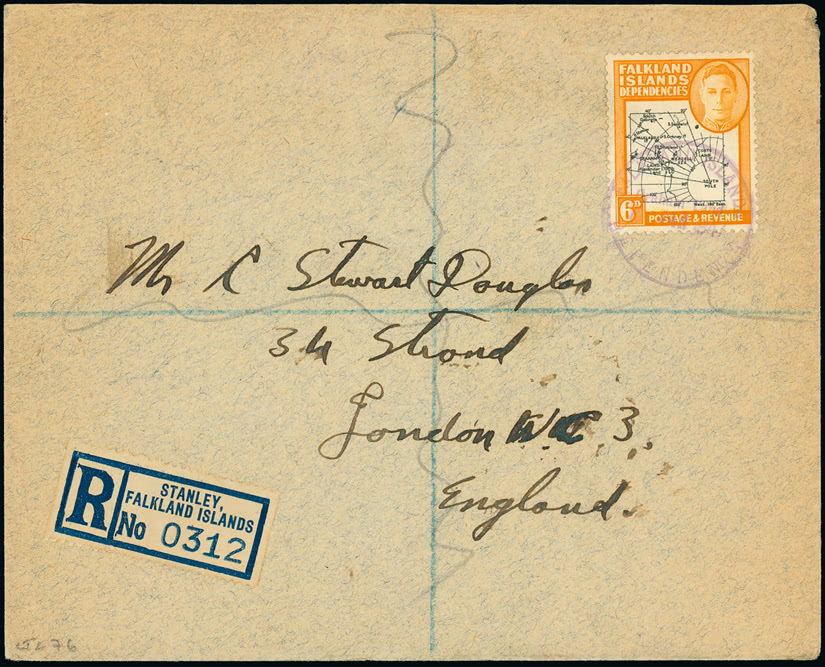 FALKLAND
ISLANDS
DEPENDENCIES
SOUTH
POLE
6D
POSTAGE & REVENUE
Mr C Stewart Douglas
34 Strand
London WC 3.
England.
R
STANLEY,
FALKLAND ISLANDS
No 0312